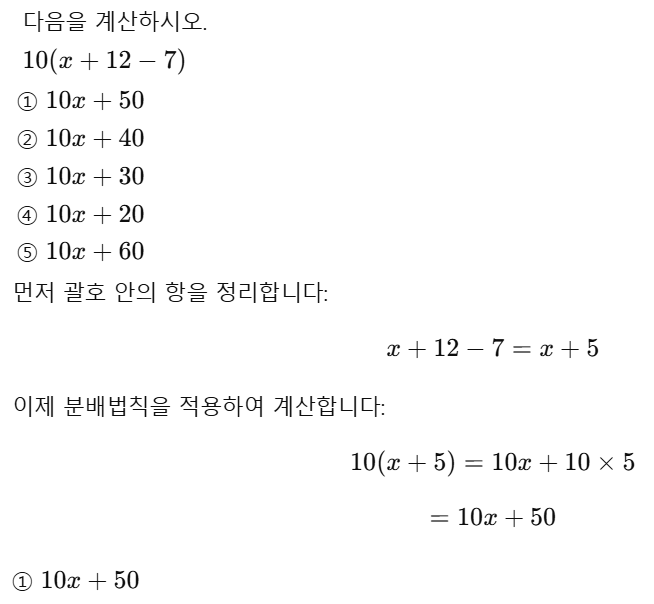 다음을 계산하시오.
10(x + 12 − 7)
① 10x + 50
② 10x + 40
③ 10x + 30
④ 10x + 20
⑤ 10x + 60
먼저 괄호 안의 항을 정리합니다:
x + 12 − 7 = x + 5
이제 분배법칙을 적용하여 계산합니다:
10(x + 5) = 10x + 10 × 5
= 10x + 50
① 10x + 50